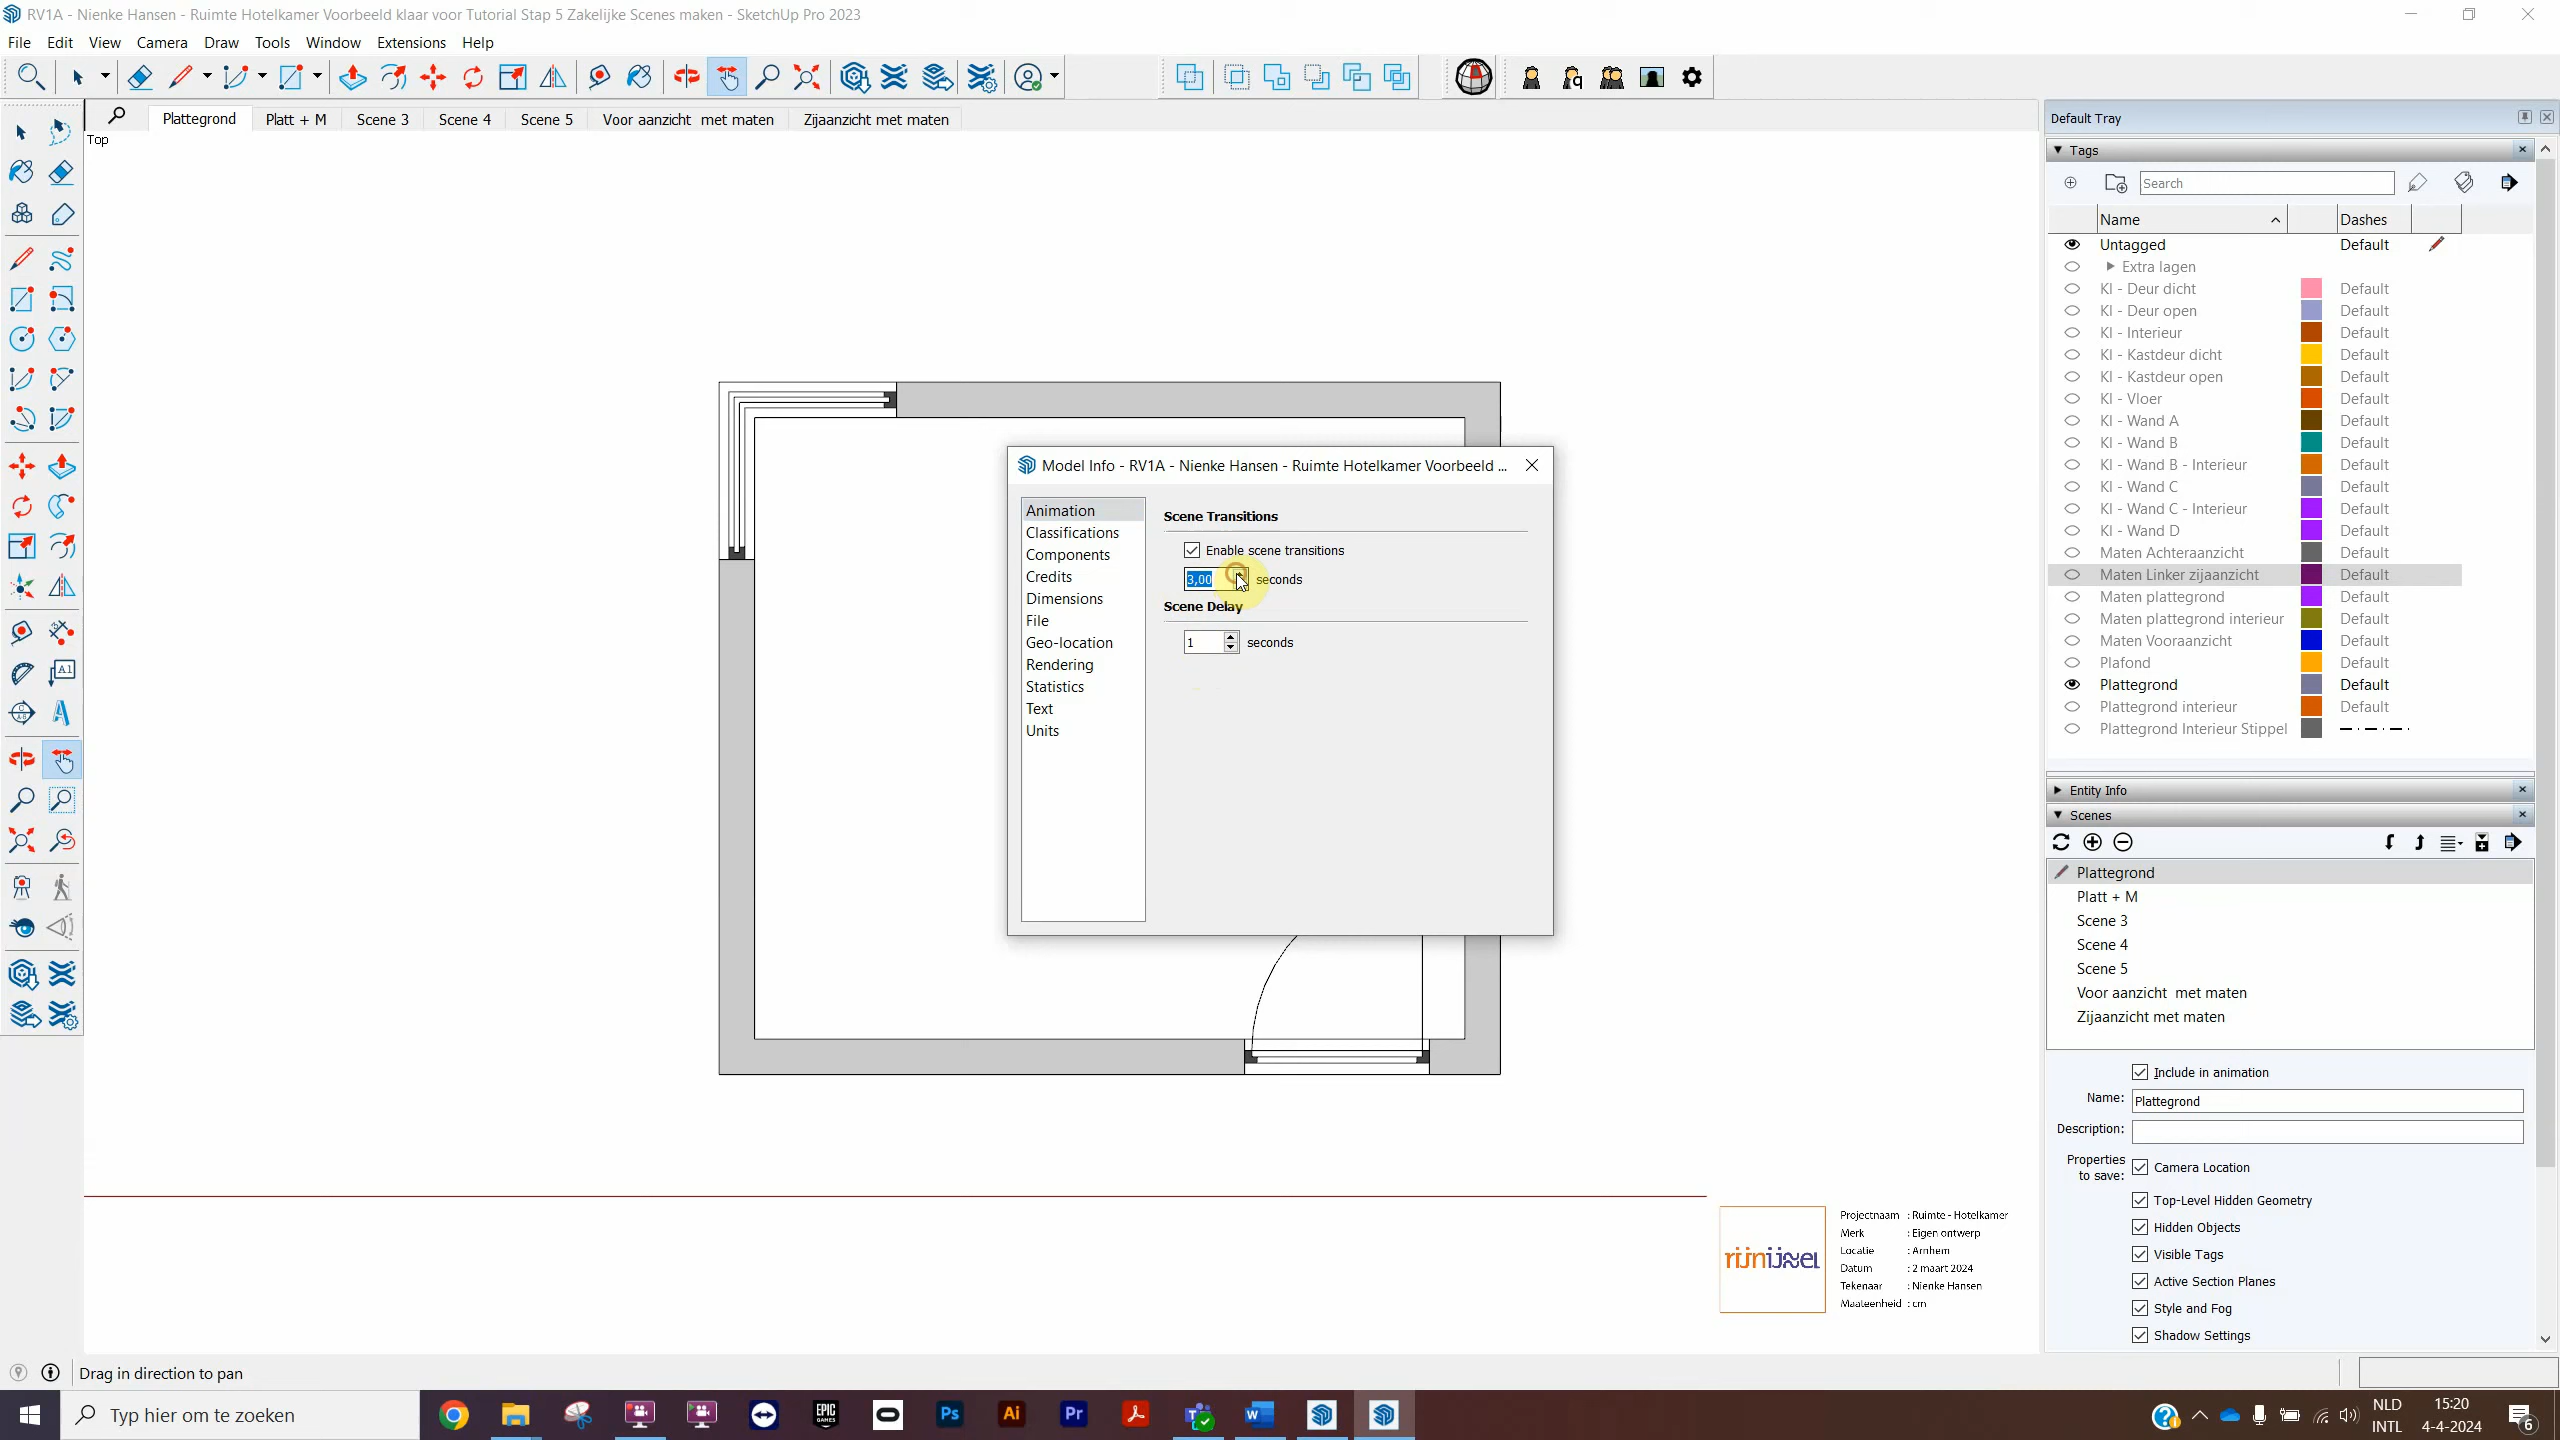 RV1A - Nienke Hansen - Ruimte Hotelkamer Voorbeeld klaar voor Tutorial Stap 5 Zakelijke Scenes maken - SketchUp Pro 2023
File Edit View Camera Draw Tools Window Extensions Help
Plattegrond Platt + M Scene 3 Scene 4 Scene 5 Voor aanzicht met maten Zijaanzicht met maten
Top
A1
Model Info - RV1A - Nienke Hansen - Ruimte Hotelkamer Voorbeeld ...
Animation
Classifications
Components
Credits
Dimensions
File
Geo-location
Rendering
Statistics
Text
Units
Scene Transitions
Enable scene transitions
3,00 seconds
Scene Delay
1 seconds
rijnijssel
Projectnaam : Ruimte - Hotelkamer
Merk : Eigen ontwerp
Locatie : Arnhem
Datum : 2 maart 2024
Tekenaar : Nienke Hansen
Maateenheid : cm
Default Tray
Tags
Search
Name Dashes
Untagged Default
Extra lagen
KI - Deur dicht Default
KI - Deur open Default
KI - Interieur Default
KI - Kastdeur dicht Default
KI - Kastdeur open Default
KI - Vloer Default
KI - Wand A Default
KI - Wand B Default
KI - Wand B - Interieur Default
KI - Wand C Default
KI - Wand C - Interieur Default
KI - Wand D Default
Maten Achteraanzicht Default
Maten Linker zijaanzicht Default
Maten plattegrond Default
Maten plattegrond interieur Default
Maten Vooraanzicht Default
Plafond Default
Plattegrond Default
Plattegrond interieur Default
Plattegrond Interieur Stippel
Entity Info
Scenes
Plattegrond
Platt + M
Scene 3
Scene 4
Scene 5
Voor aanzicht met maten
Zijaanzicht met maten
Include in animation
Name: Plattegrond
Description:
Properties to save:
Camera Location
Top-Level Hidden Geometry
Hidden Objects
Visible Tags
Active Section Planes
Style and Fog
Shadow Settings
Drag in direction to pan
Typ hier om te zoeken
EPIC GAMES
Ps
Ai
Pr
NLD
INTL
15:20
4-4-2024
6